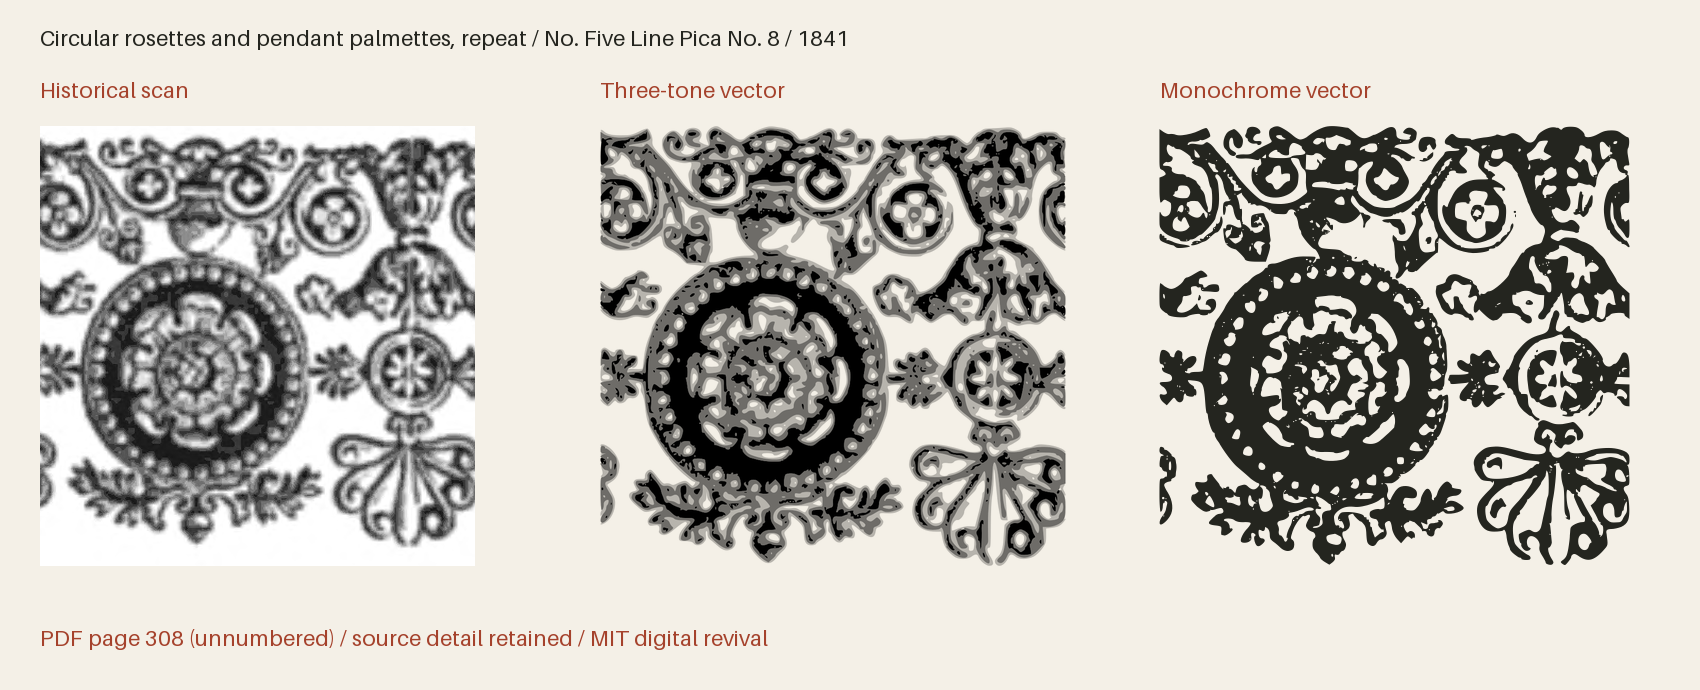 Circular rosettes and pendant palmettes, repeat / No. Five Line Pica No. 8 / 1841
Historical scan
Three-tone vector
Monochrome vector
PDF page 308 (unnumbered) / source detail retained / MIT digital revival